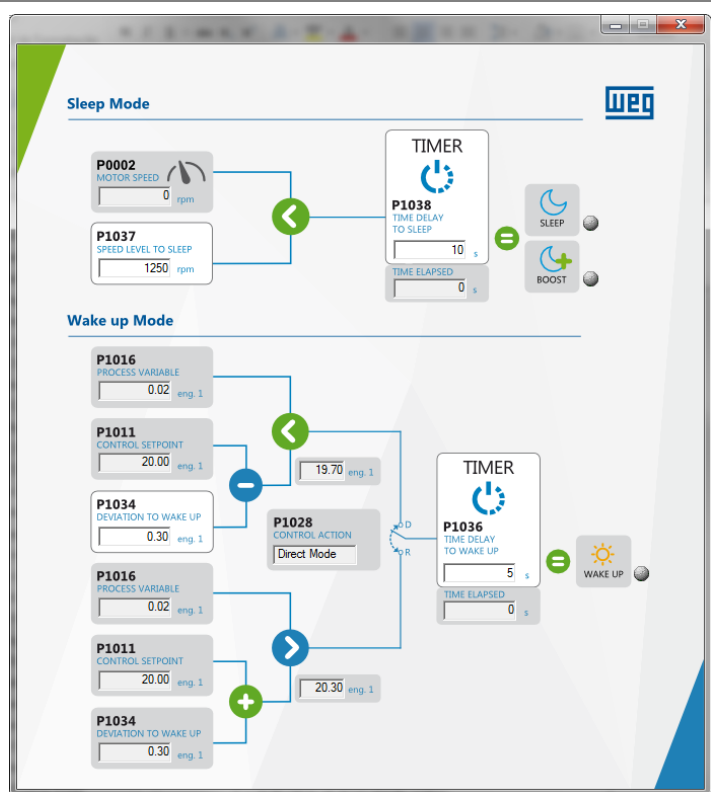 weg
Sleep Mode
P0002
MOTOR SPEED
0 rpm
P1037
SPEED LEVEL TO SLEEP
1250 rpm
TIMER
P1038
TIME DELAY
TO SLEEP
10 s
TIME ELAPSED
0 s
SLEEP
BOOST
Wake up Mode
P1016
PROCESS VARIABLE
0.02 eng. 1
P1011
CONTROL SETPOINT
20.00 eng. 1
P1034
DEVIATION TO WAKE UP
0.30 eng. 1
19.70 eng. 1
P1028
CONTROL ACTION
Direct Mode
D
R
TIMER
P1036
TIME DELAY
TO WAKE UP
5 s
TIME ELAPSED
0 s
WAKE UP
P1016
PROCESS VARIABLE
0.02 eng. 1
P1011
CONTROL SETPOINT
20.00 eng. 1
P1034
DEVIATION TO WAKE UP
0.30 eng. 1
20.30 eng. 1